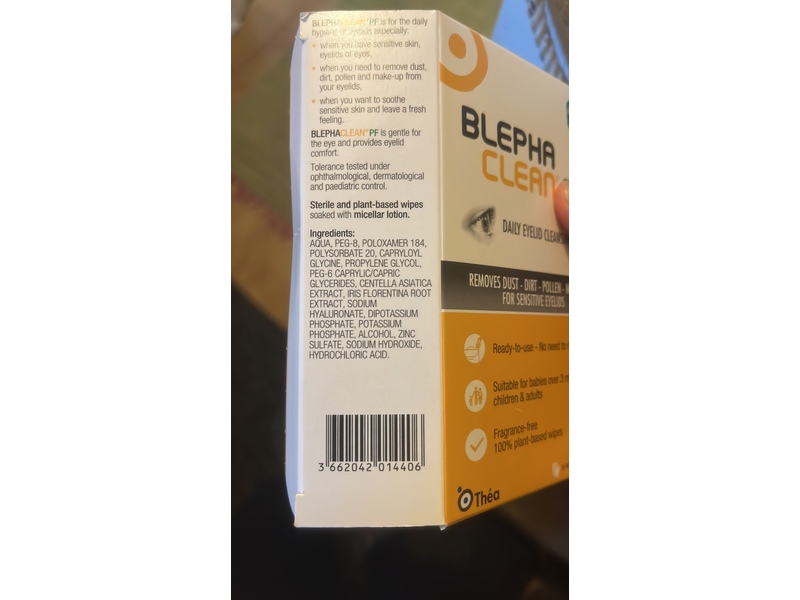 BLEPHACLEAN® PF is for the daily
hygiene of eyelids especially:
• when you have sensitive skin,
eyelids or eyes,
• when you need to remove dust,
dirt, pollen and make-up from
your eyelids,
• when you want to soothe
sensitive skin and leave a fresh
feeling.
BLEPHACLEAN® PF is gentle for
the eye and provides eyelid
comfort.
Tolerance tested under
ophthalmological, dermatological
and paediatric control.
Sterile and plant-based wipes
soaked with micellar lotion.
Ingredients:
AQUA, PEG-8, POLOXAMER 184,
POLYSORBATE 20, CAPRYLOYL
GLYCINE, PROPYLENE GLYCOL,
PEG-6 CAPRYLIC/CAPRIC
GLYCERIDES, CENTELLA ASIATICA
EXTRACT, IRIS FLORENTINA ROOT
EXTRACT, SODIUM
HYALURONATE, DIPOTASSIUM
PHOSPHATE, POTASSIUM
PHOSPHATE, ALCOHOL, ZINC
SULFATE, SODIUM HYDROXIDE,
HYDROCHLORIC ACID.
3 662042 014406
BLEPHA
CLEAN
DAILY EYELID
REMOVES DUST - DIRT - POLLEN -
FOR SENSITIVE EYELIDS
Ready-to-use - No need to
Suitable for babies over 3
children & adults
Fragrance-free
100% plant-based wipes
Théa